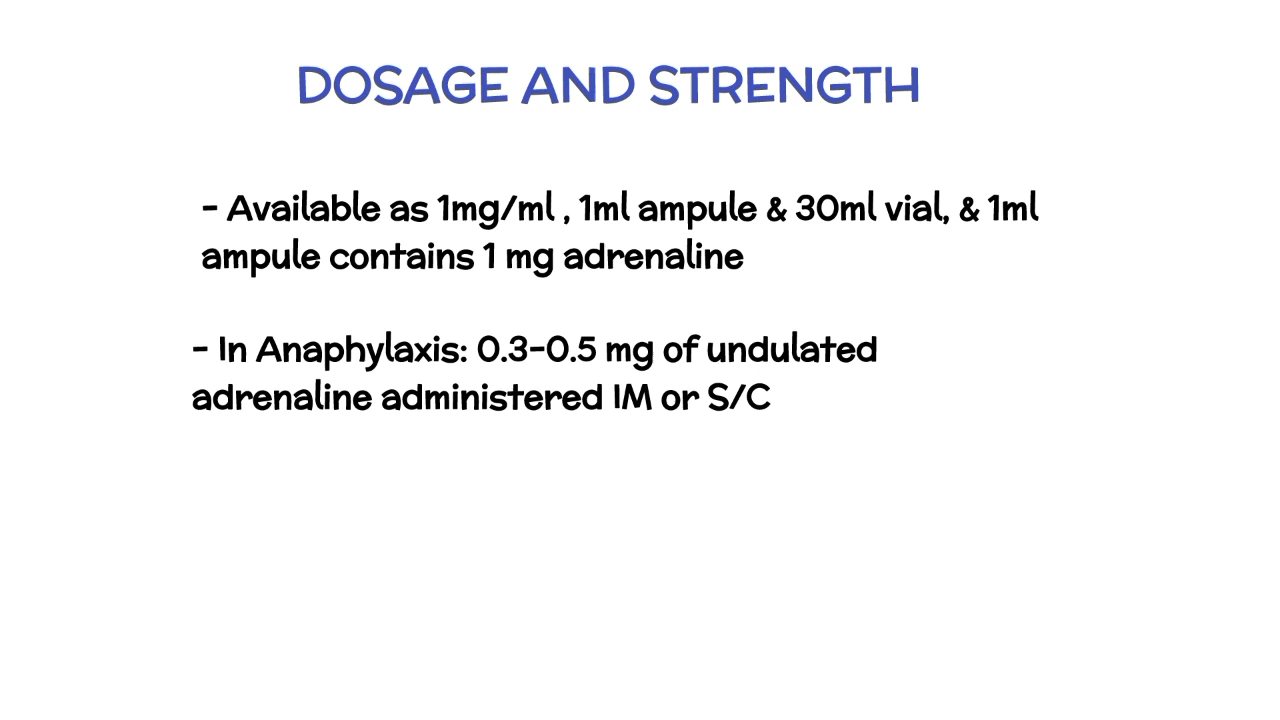 DOSAGE AND STRENGTH
- Available as 1mg/ml , 1ml ampule & 30ml vial, & 1ml
ampule contains 1 mg adrenaline
- In Anaphylaxis: 0.3-0.5 mg of undulated
adrenaline administered IM or S/C